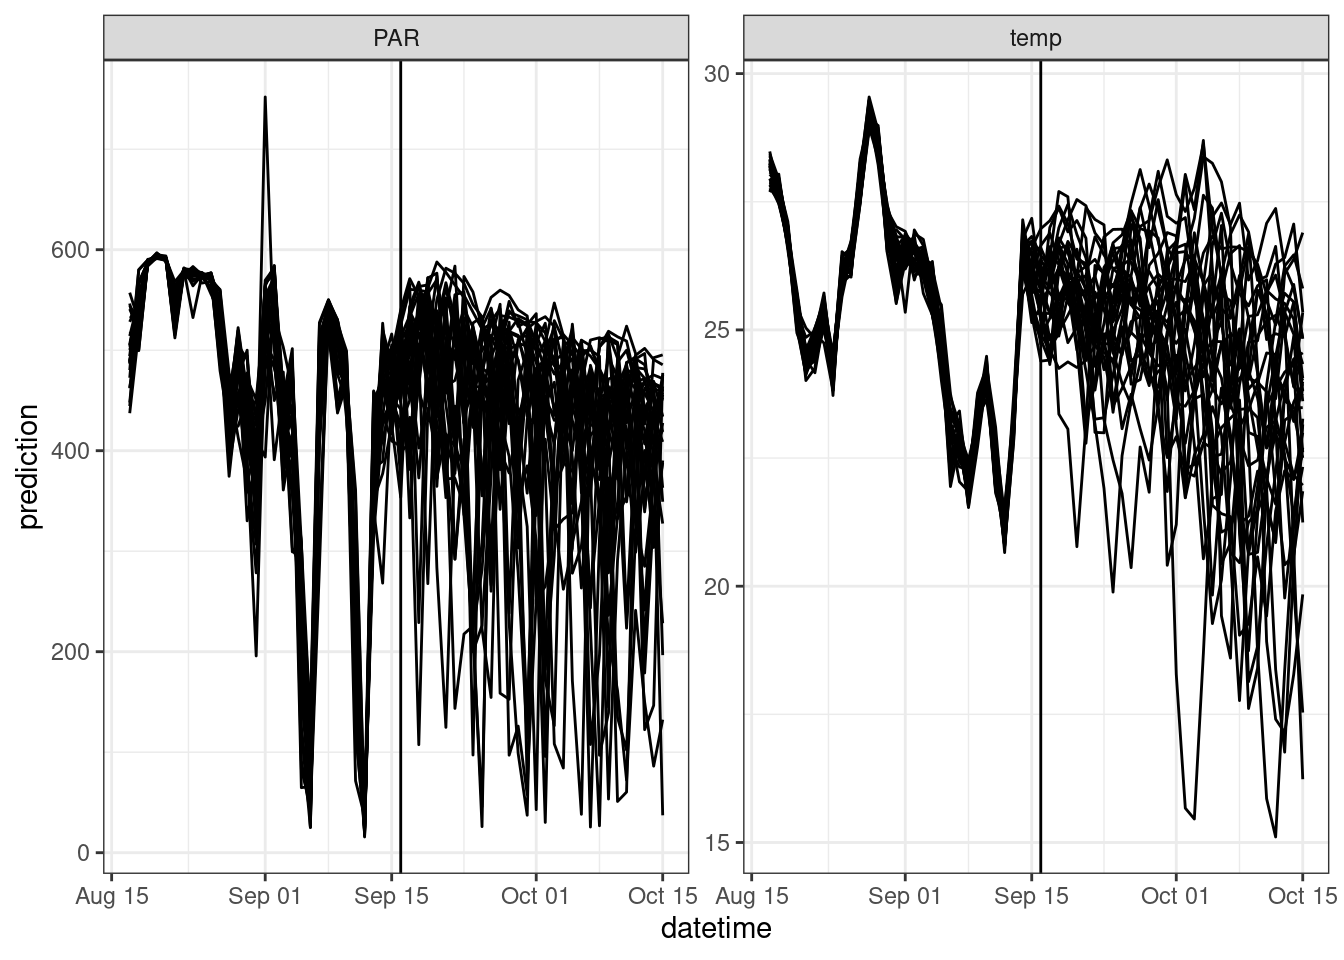 PAR
temp
prediction
600
400
200
0
30
25
20
15
Aug 15
Sep 01
Sep 15
Oct 01
Oct 15
Aug 15
Sep 01
Sep 15
Oct 01
Oct 15
datetime